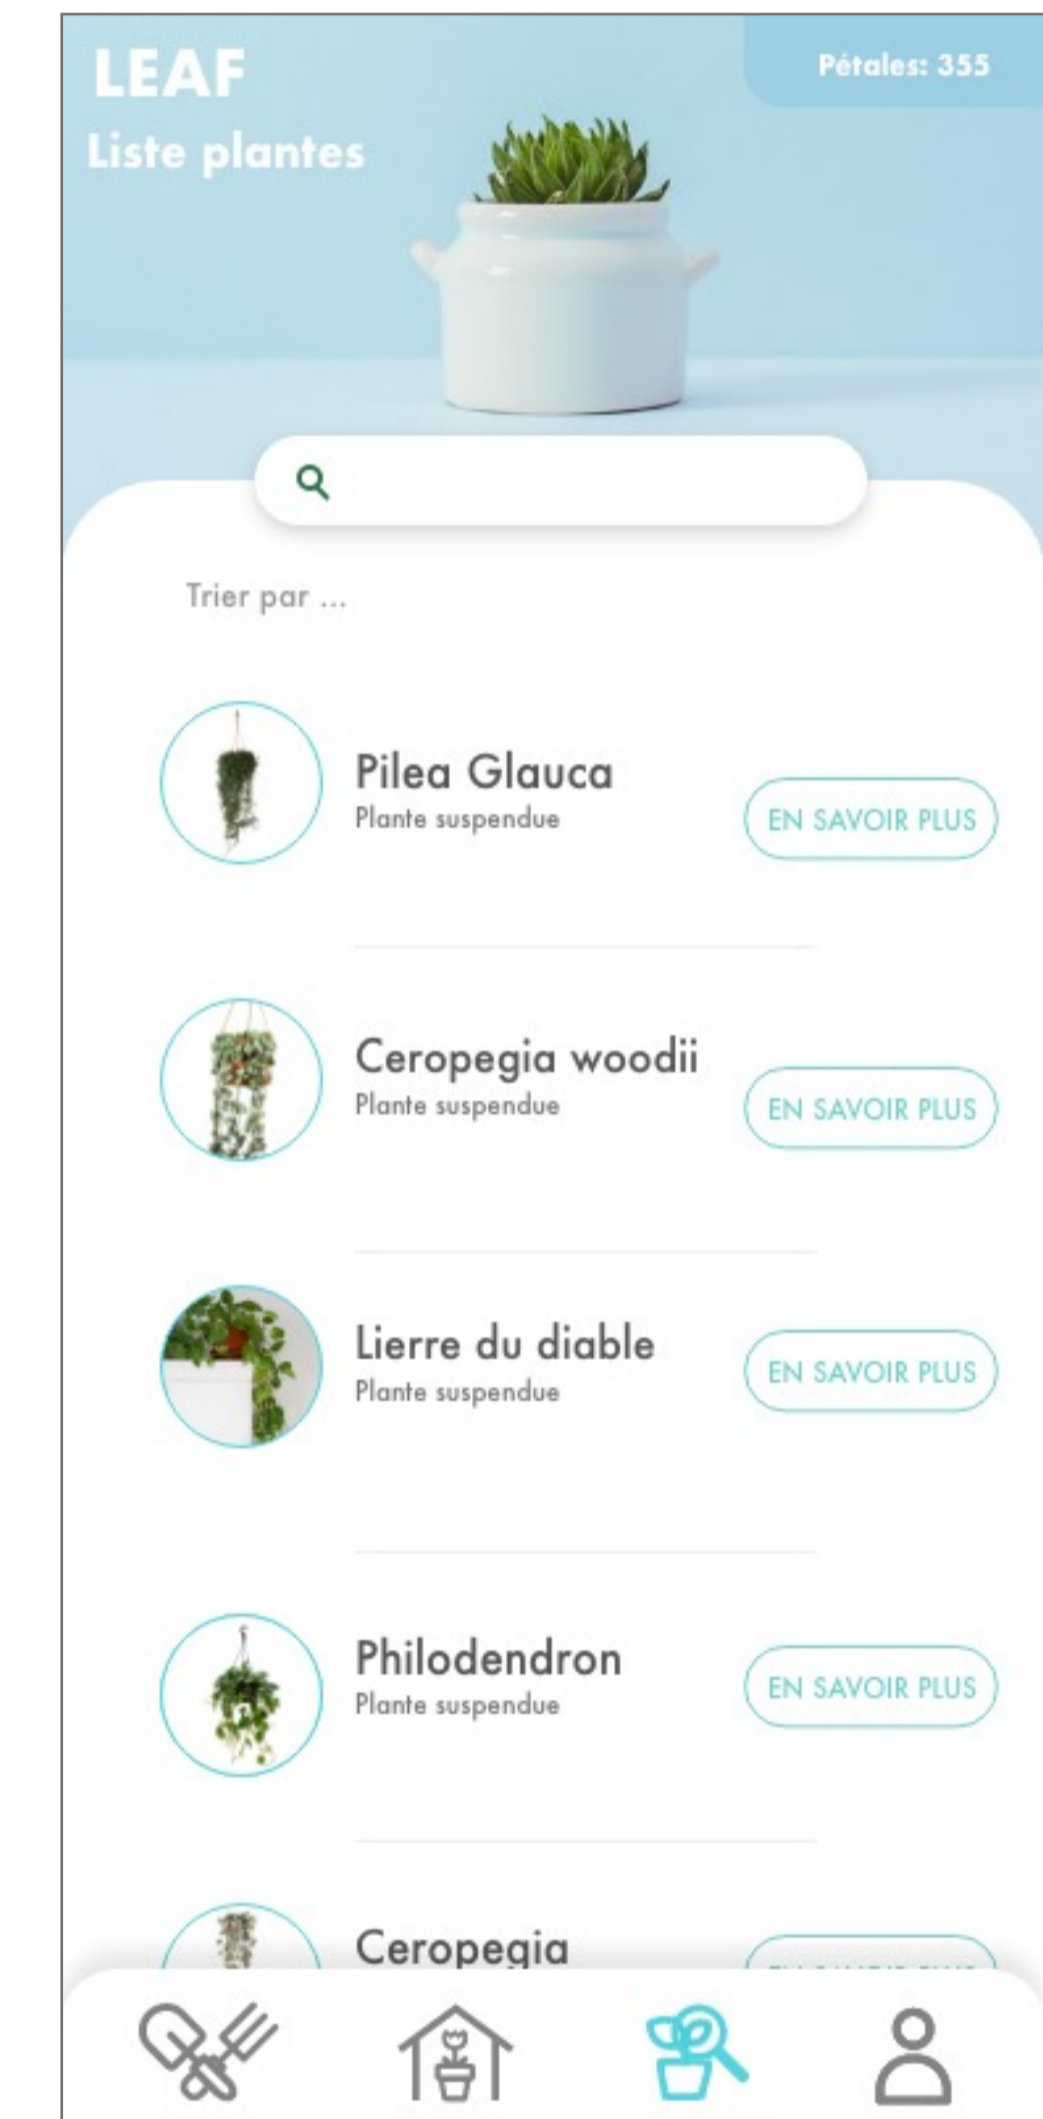 LEAF
Pétales: 355
Liste plantes
Trier par ...
Pilea Glauca
Plante suspendue
EN SAVOIR PLUS
Ceropegia woodii
Plante suspendue
EN SAVOIR PLUS
Lierre du diable
Plante suspendue
EN SAVOIR PLUS
Philodendron
Plante suspendue
EN SAVOIR PLUS
Ceropegia